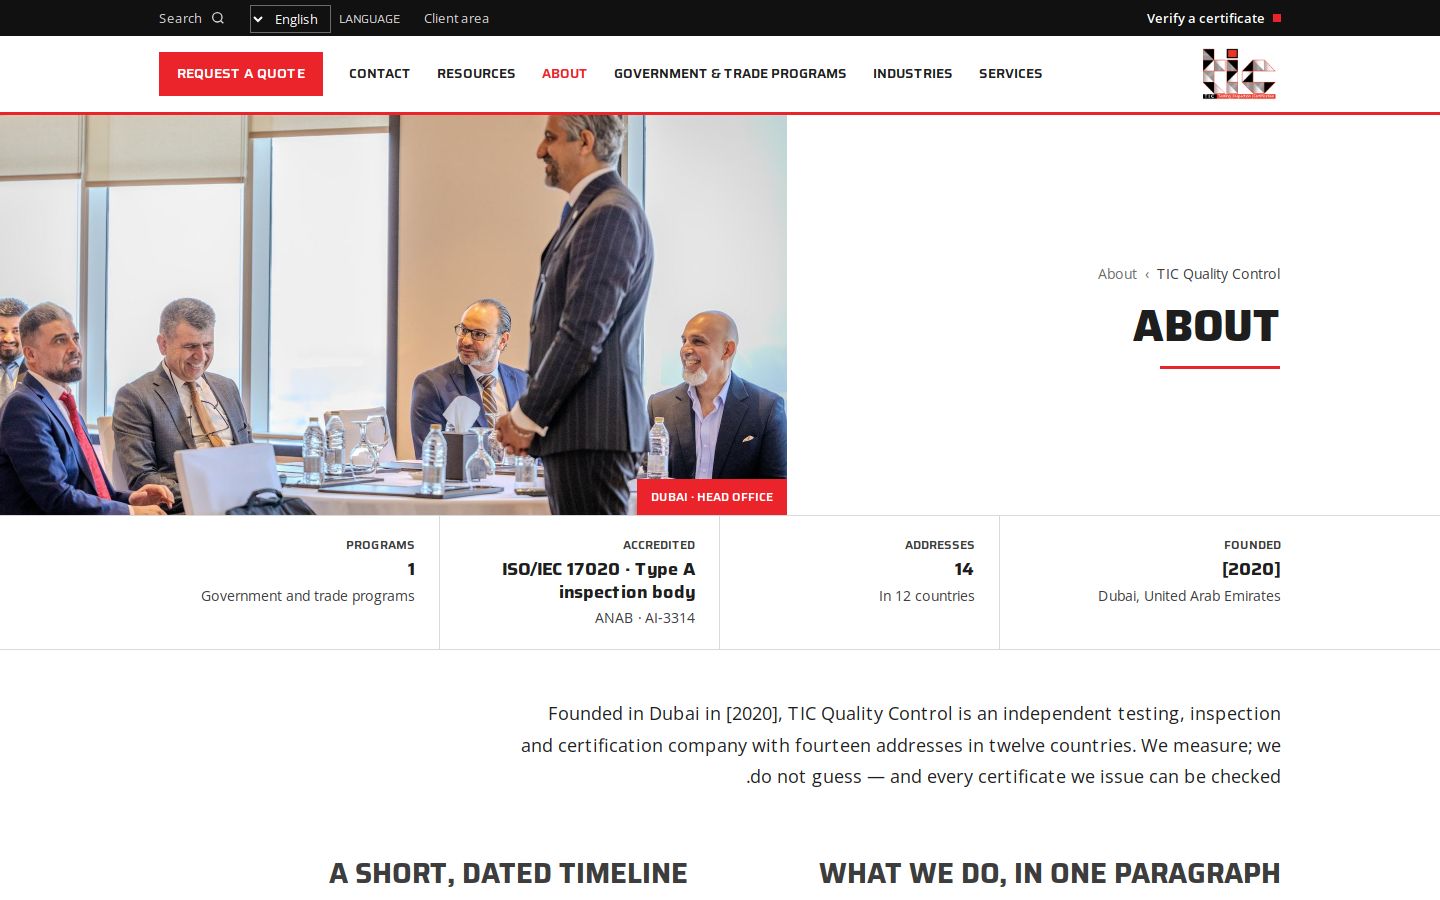 Verify a certificate
Client area
LANGUAGE
English
Search
tic
SERVICES
INDUSTRIES
GOVERNMENT & TRADE PROGRAMS
ABOUT
RESOURCES
CONTACT
REQUEST A QUOTE
About ‹ TIC Quality Control
ABOUT
DUBAI · HEAD OFFICE
FOUNDED
[2020]
Dubai, United Arab Emirates
ADDRESSES
14
In 12 countries
ACCREDITED
ISO/IEC 17020 · Type A
inspection body
ANAB · AI-3314
PROGRAMS
1
Government and trade programs
Founded in Dubai in [2020], TIC Quality Control is an independent testing, inspection
and certification company with fourteen addresses in twelve countries. We measure; we
.do not guess — and every certificate we issue can be checked
WHAT WE DO, IN ONE PARAGRAPH
A SHORT, DATED TIMELINE